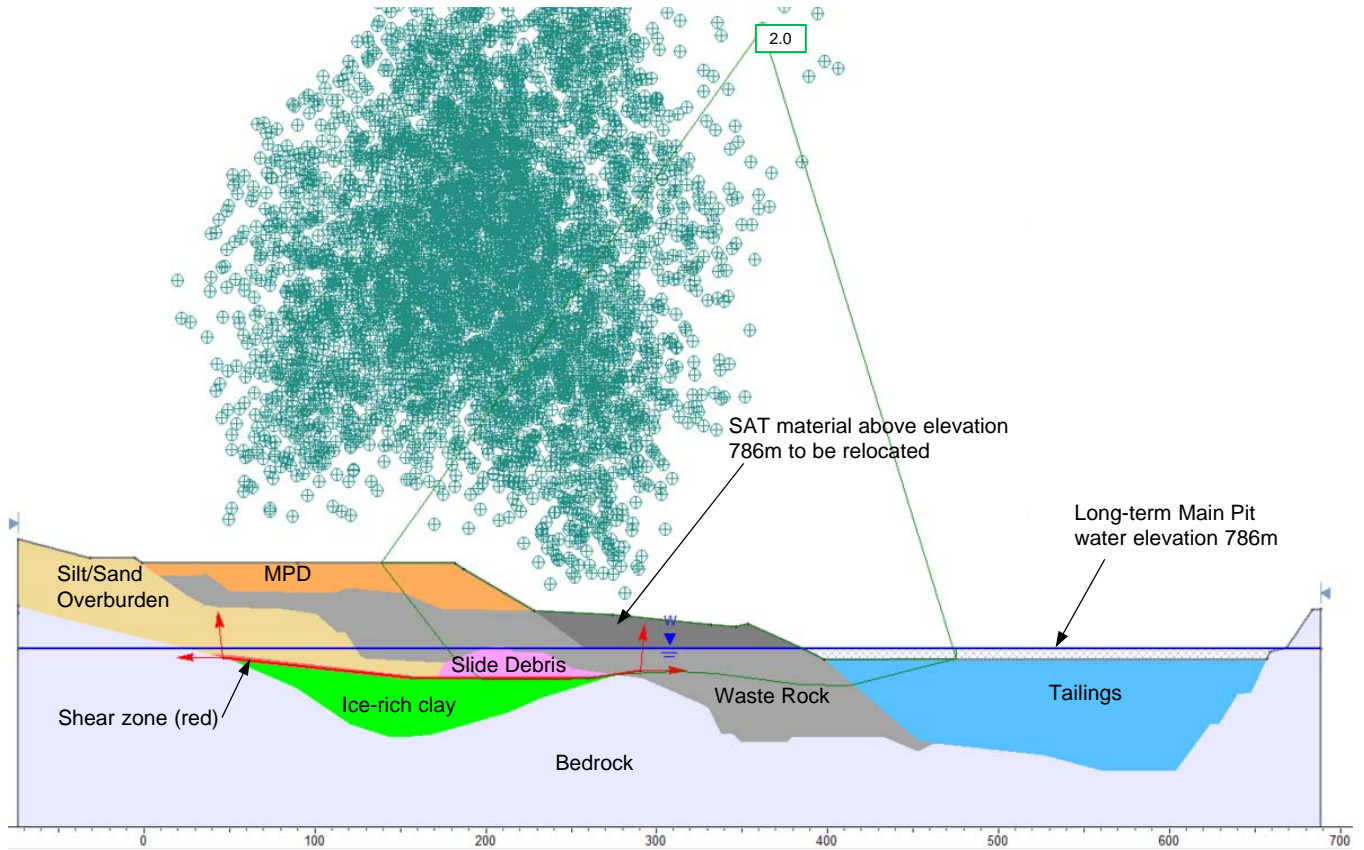 2.0
SAT material above elevation
786m to be relocated
Long-term Main Pit
water elevation 786m
Silt/Sand
Overburden
MPD
W
Slide Debris
Waste Rock
Tailings
Shear zone (red)
Ice-rich clay
Bedrock
0 100 200 300 400 500 600 700